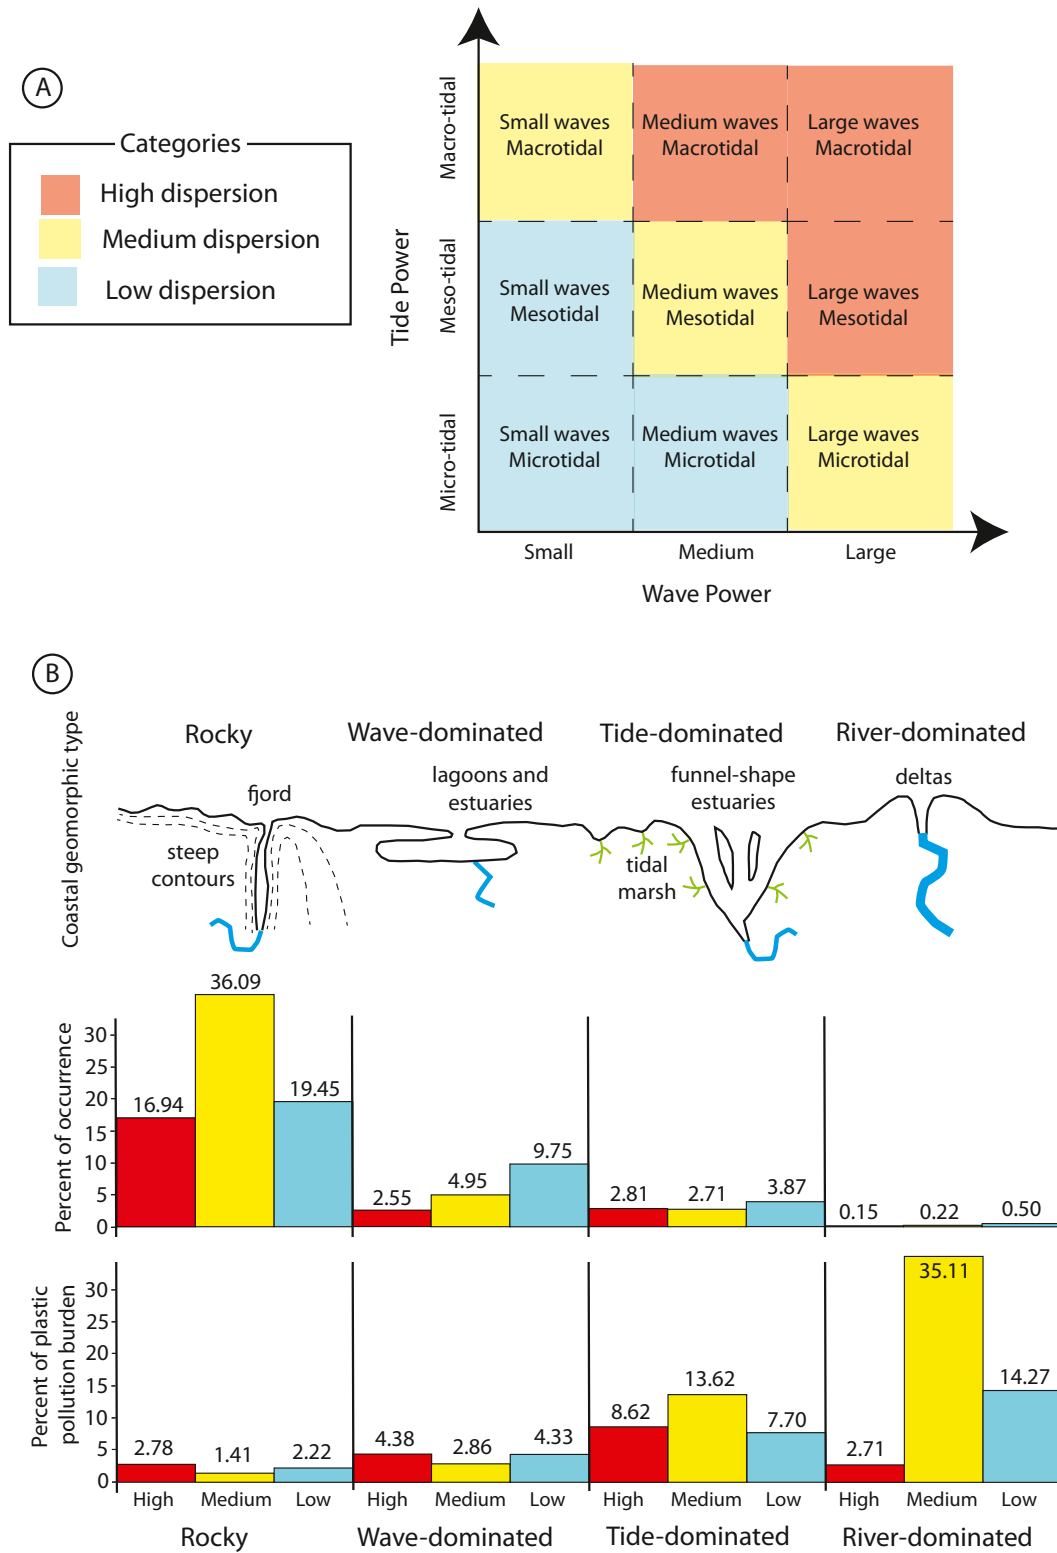 A
Categories
High dispersion
Medium dispersion
Low dispersion
Tide Power
Macro-tidal
Meso-tidal
Micro-tidal
Small waves
Macrotidal
Medium waves
Macrotidal
Large waves
Macrotidal
Small waves
Mesotidal
Medium waves
Mesotidal
Large waves
Mesotidal
Small waves
Microtidal
Medium waves
Microtidal
Large waves
Microtidal
Small
Medium
Large
Wave Power
B
Coastal geomorphic type
Rocky
Wave-dominated
Tide-dominated
River-dominated
fjord
steep
contours
lagoons and
estuaries
funnel-shape
estuaries
tidal
marsh
deltas
Percent of occurrence
30
25
20
15
10
5
0
16.94
36.09
19.45
2.55
4.95
9.75
2.81
2.71
3.87
0.15
0.22
0.50
Percent of plastic
pollution burden
30
25
20
15
10
5
0
2.78
1.41
2.22
4.38
2.86
4.33
8.62
13.62
7.70
2.71
35.11
14.27
High
Medium
Low
High
Medium
Low
High
Medium
Low
High
Medium
Low
Rocky
Wave-dominated
Tide-dominated
River-dominated